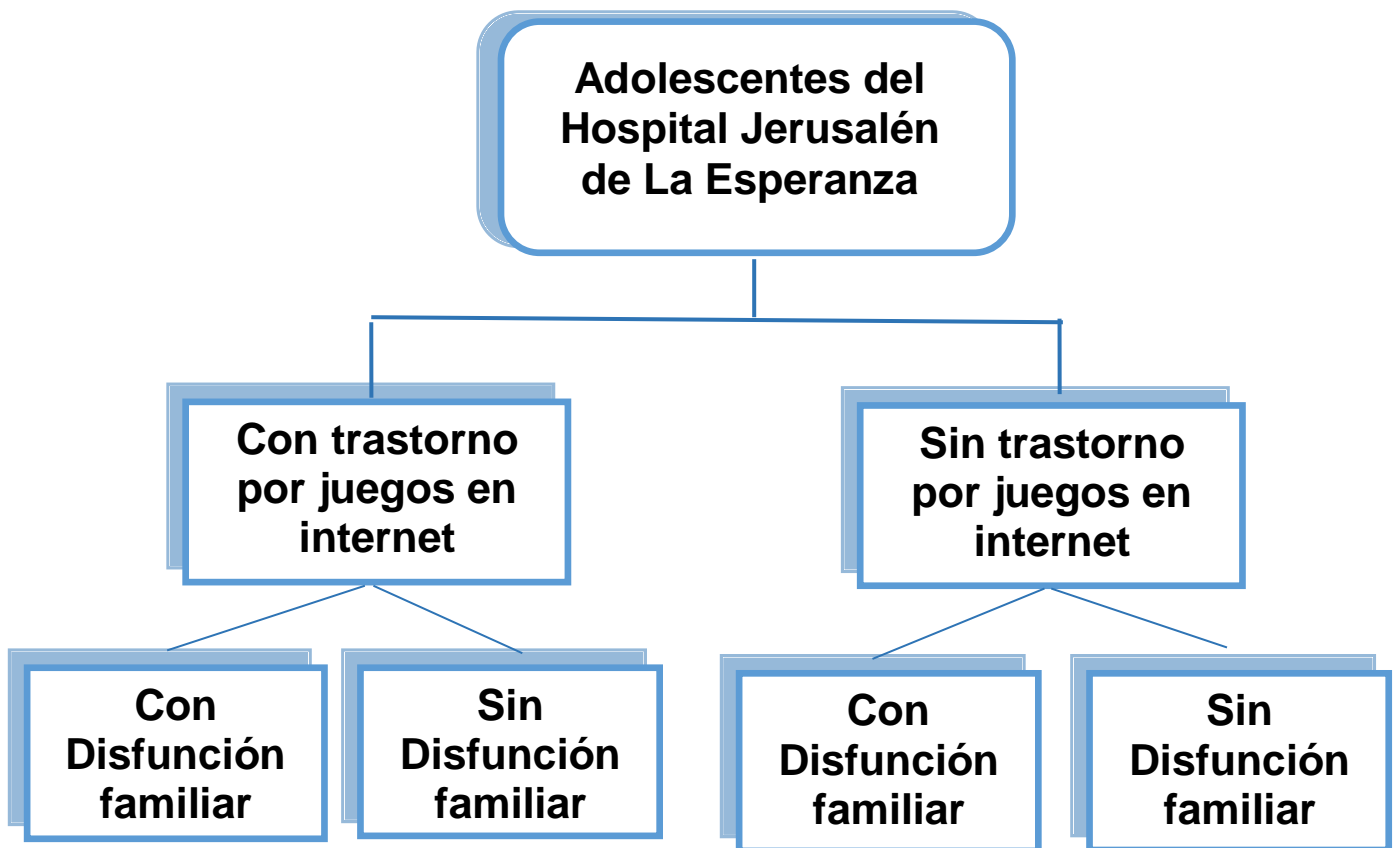 Adolescentes del
Hospital Jerusalén
de La Esperanza
Con trastorno
por juegos en
internet
Sin trastorno
por juegos en
internet
Con
Disfunción
familiar
Sin
Disfunción
familiar
Con
Disfunción
familiar
Sin
Disfunción
familiar